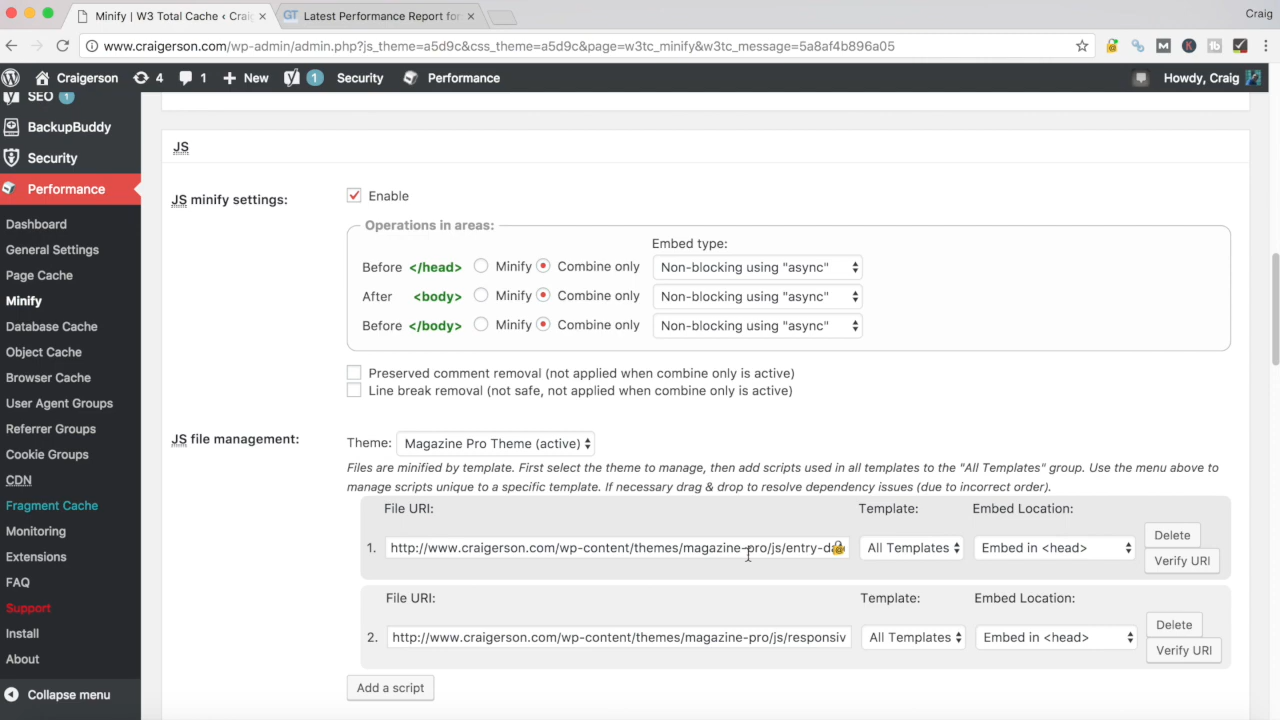 Minify | W3 Total Cache ‹ Craig
GT Latest Performance Report for
Craig
www.craigerson.com/wp-admin/admin.php?js_theme=a5d9c&css_theme=a5d9c&page=w3tc_minify&w3tc_message=5a8af4b896a05
Craigerson 4 1 New 1 Security Performance Howdy, Craig
SEO 1
BackupBuddy
Security
Performance
Dashboard
General Settings
Page Cache
Minify
Database Cache
Object Cache
Browser Cache
User Agent Groups
Referrer Groups
Cookie Groups
CDN
Fragment Cache
Monitoring
Extensions
FAQ
Support
Install
About
Collapse menu
JS
JS minify settings:
Enable
Operations in areas:
Embed type:
Before </head> Minify Combine only Non-blocking using "async"
After <body> Minify Combine only Non-blocking using "async"
Before </body> Minify Combine only Non-blocking using "async"
Preserved comment removal (not applied when combine only is active)
Line break removal (not safe, not applied when combine only is active)
JS file management:
Theme: Magazine Pro Theme (active)
Files are minified by template. First select the theme to manage, then add scripts used in all templates to the "All Templates" group. Use the menu above to
manage scripts unique to a specific template. If necessary drag & drop to resolve dependency issues (due to incorrect order).
File URI: Template: Embed Location:
1. http://www.craigerson.com/wp-content/themes/magazine-pro/js/entry-da All Templates Embed in <head> Delete
Verify URI
File URI: Template: Embed Location:
2. http://www.craigerson.com/wp-content/themes/magazine-pro/js/responsiv All Templates Embed in <head> Delete
Verify URI
Add a script